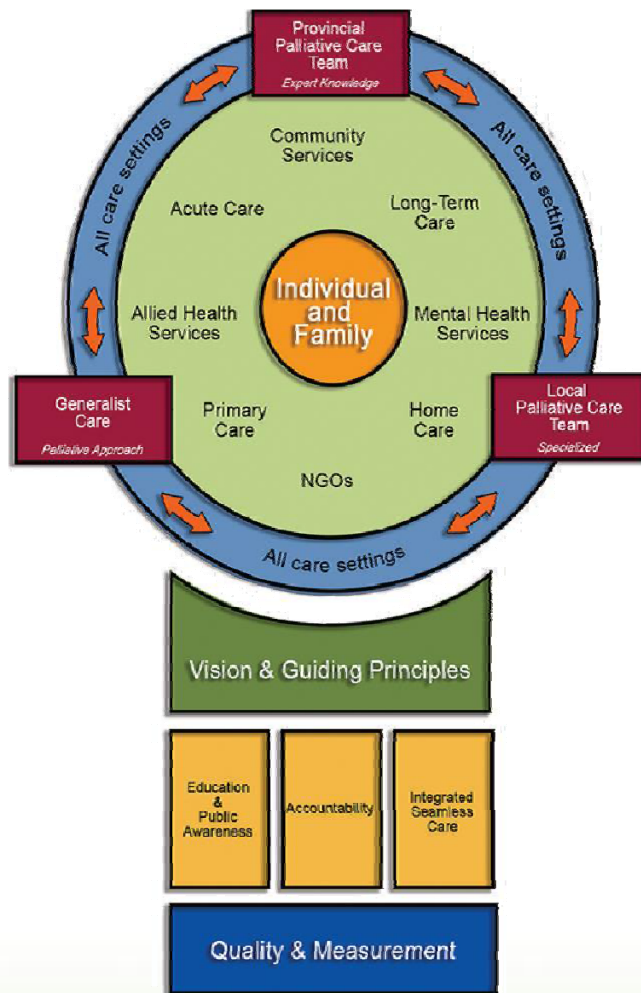 Provincial
Palliative Care
Team
Expert Knowledge
All care settings
All care settings
Community
Services
Acute Care
Long-Term
Care
Individual
and
Family
Allied Health
Services
Mental Health
Services
Generalist
Care
Palliative Approach
Primary
Care
Home
Care
Local
Palliative Care
Team
Specialized
NGOs
All care settings
Vision & Guiding Principles
Education
&
Public
Awareness
Accountability
Integrated
Seamless
Care
Quality & Measurement